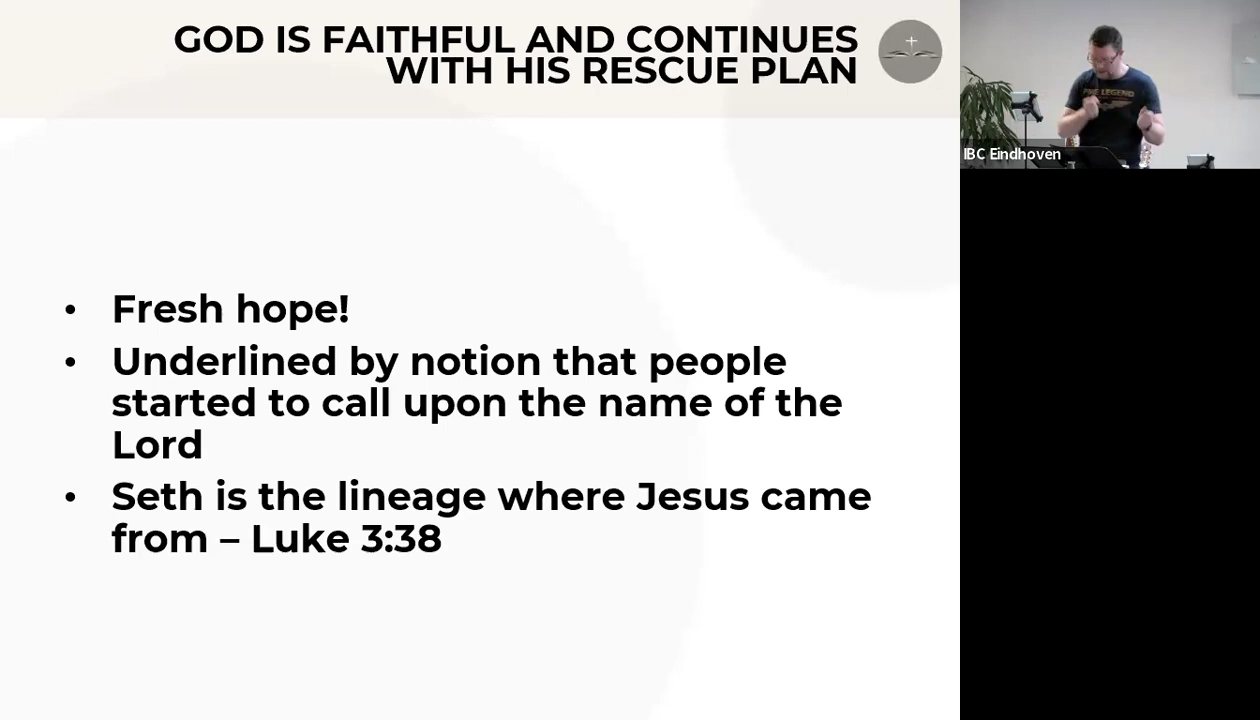 GOD IS FAITHFUL AND CONTINUES
WITH HIS RESCUE PLAN
• Fresh hope!
• Underlined by notion that people
started to call upon the name of the
Lord
• Seth is the lineage where Jesus came
from – Luke 3:38
LEGEND
IBC Eindhoven